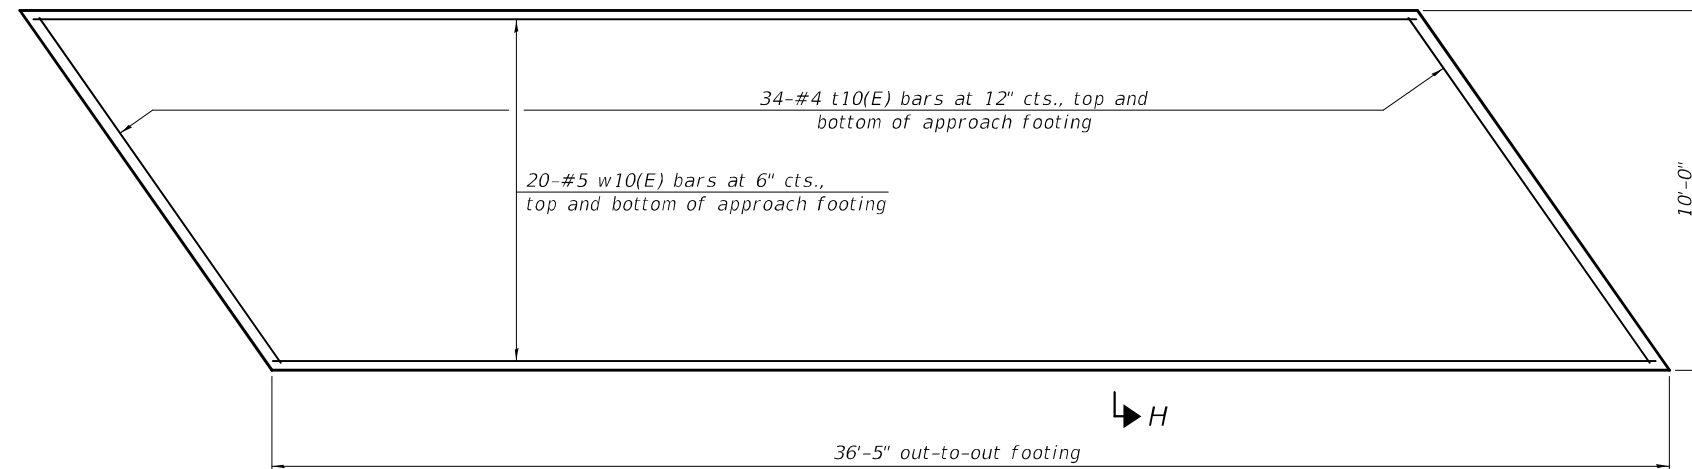 34-#4 t10(E) bars at 12" cts., top and
bottom of approach footing
10'-0"
20-#5 w10(E) bars at 6" cts.,
top and bottom of approach footing
H
36'-5" out-to-out footing